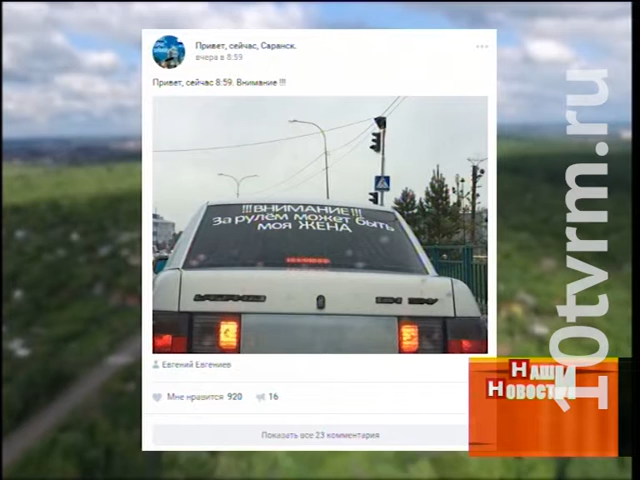 Привет, сейчас, Саранск.
вчера в 8:59
Привет, сейчас 8:59. Внимание !!!
!!!ВНИМАНИЕ!!!
За рулём может быть
моя ЖЕНА
Евгений Евгениев
Мне нравится 920 16
Показать все 23 комментария
Наши
Новости
10tvrm.ru